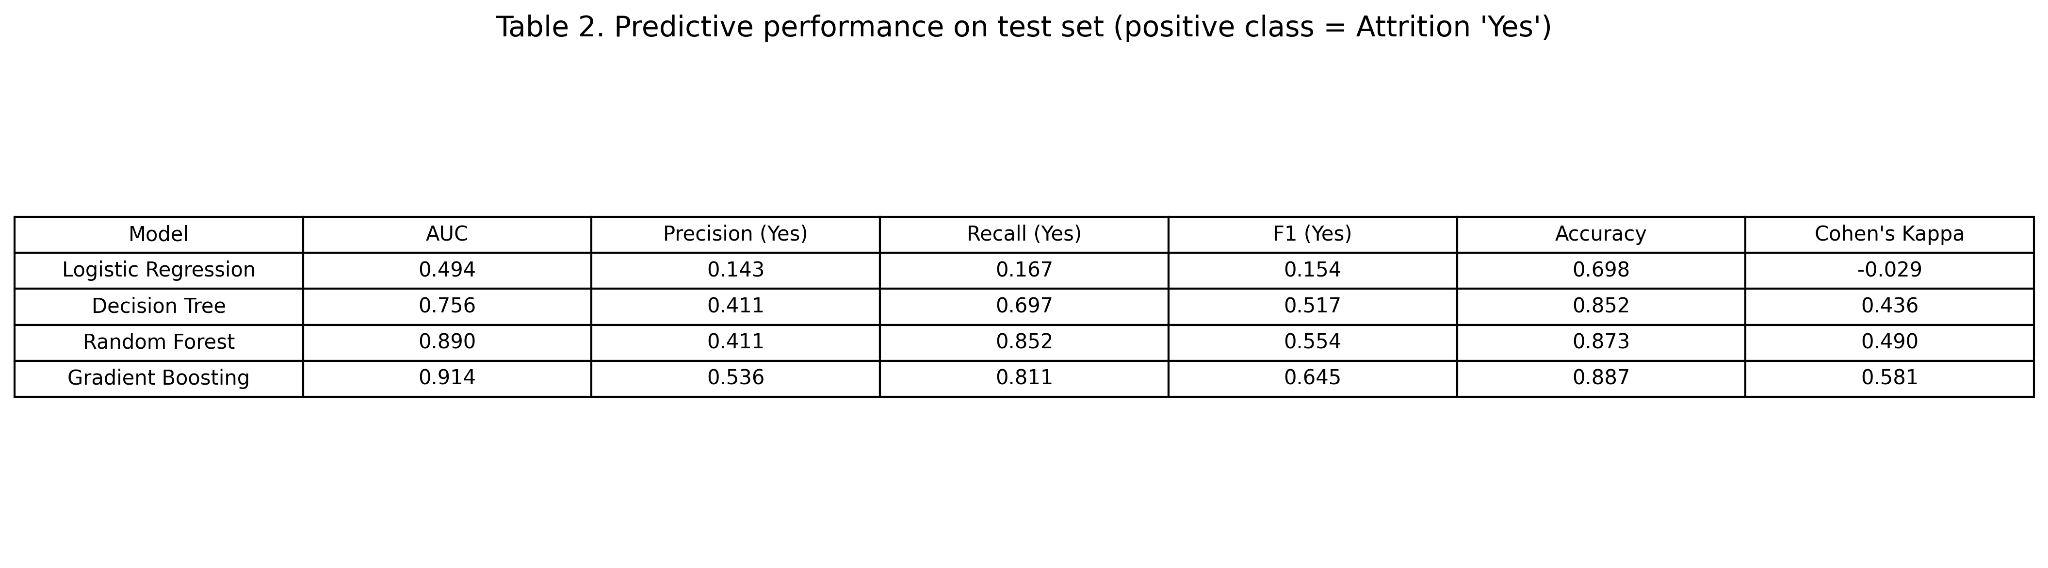 Table 2. Predictive performance on test set (positive class = Attrition 'Yes')
Model AUC Precision (Yes) Recall (Yes) F1 (Yes) Accuracy Cohen's Kappa
Logistic Regression 0.494 0.143 0.167 0.154 0.698 -0.029
Decision Tree 0.756 0.411 0.697 0.517 0.852 0.436
Random Forest 0.890 0.411 0.852 0.554 0.873 0.490
Gradient Boosting 0.914 0.536 0.811 0.645 0.887 0.581